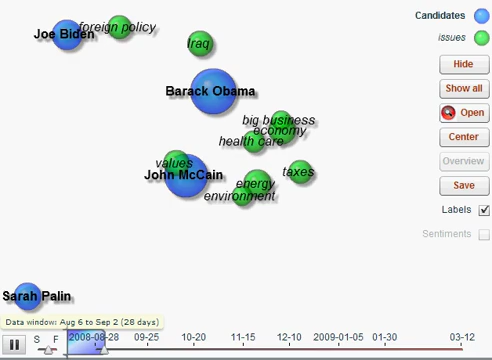 Candidates
foreign policy
Joe Biden
issues
Iraq
Hide
Barack Obama
Show all
Open
big business
economy
health care
Center
values
Overview
taxes
John McCain
energy
Save
environment
Labels
Sentiments
Sarah Palin
Data window: Aug 6 to Sep 2 (28 days)
S F 2008-08-28 09-25 10-20 11-15 12-10 2009-01-05 01-30 03-12